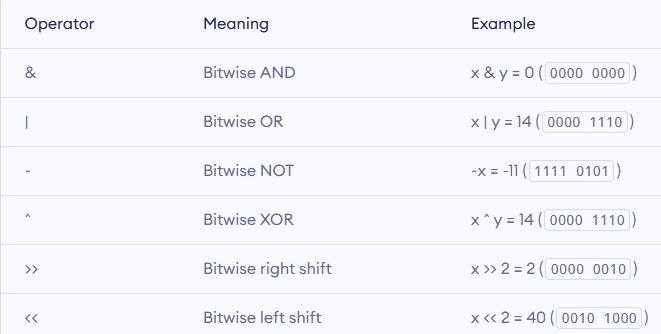 Operator Meaning Example
& Bitwise AND x & y = 0 (0000 0000)
| Bitwise OR x | y = 14 (0000 1110)
~ Bitwise NOT ~x = -11 (1111 0101)
^ Bitwise XOR x ^ y = 14 (0000 1110)
>> Bitwise right shift x >> 2 = 2 (0000 0010)
<< Bitwise left shift x << 2 = 40 (0010 1000)